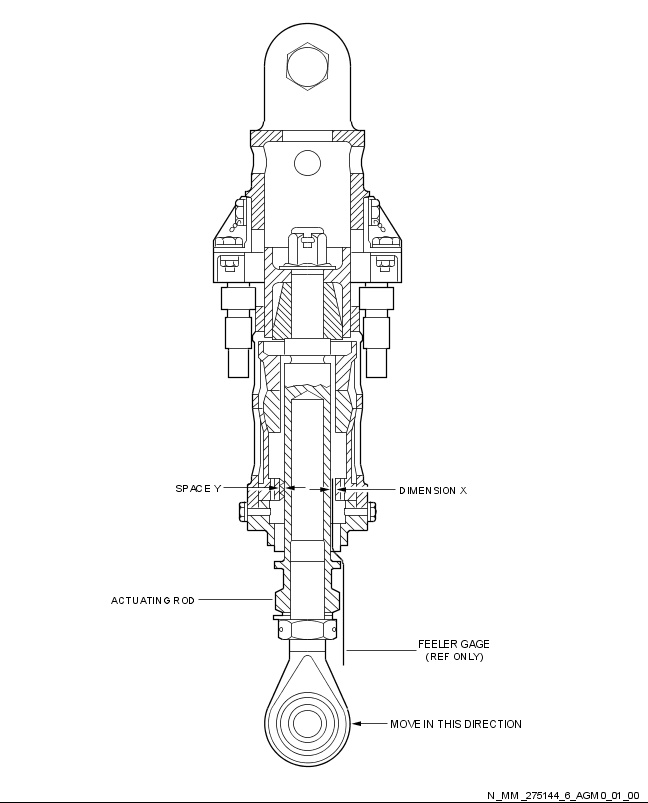 SPACE Y
DIMENSION X
ACTUATING ROD
FEELER GAGE
(REF ONLY)
MOVE IN THIS DIRECTION
N_MM_275144_6_AGM0_01_00